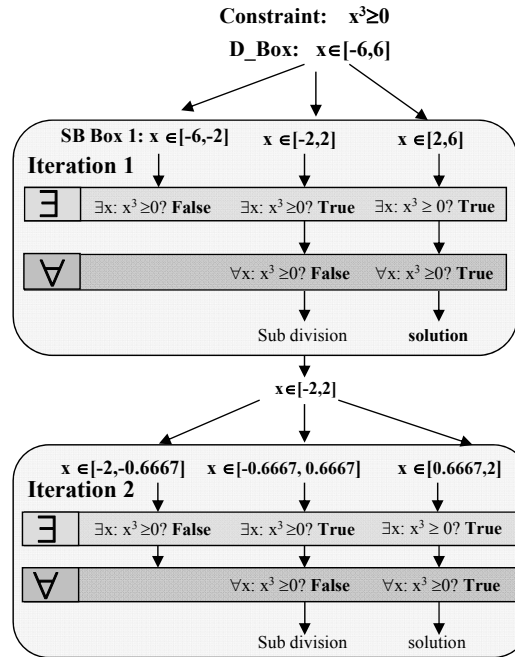 Constraint: x³≥0
D_Box: x∈[-6,6]
SB Box 1: x ∈[-6,-2] x∈[-2,2] x∈[2,6]
Iteration 1
∃ ∃x: x³ ≥0? False ∃x: x³ ≥0? True ∃x: x³ ≥ 0? True
∀ ∀x: x³ ≥0? False ∀x: x³ ≥0? True
Sub division solution
x∈[-2,2]
x ∈[-2,-0.6667] x ∈[-0.6667, 0.6667] x∈[0.6667,2]
Iteration 2
∃ ∃x: x³ ≥0? False ∃x: x³ ≥0? True ∃x: x³ ≥ 0? True
∀ ∀x: x³ ≥0? False ∀x: x³ ≥0? True
Sub division solution